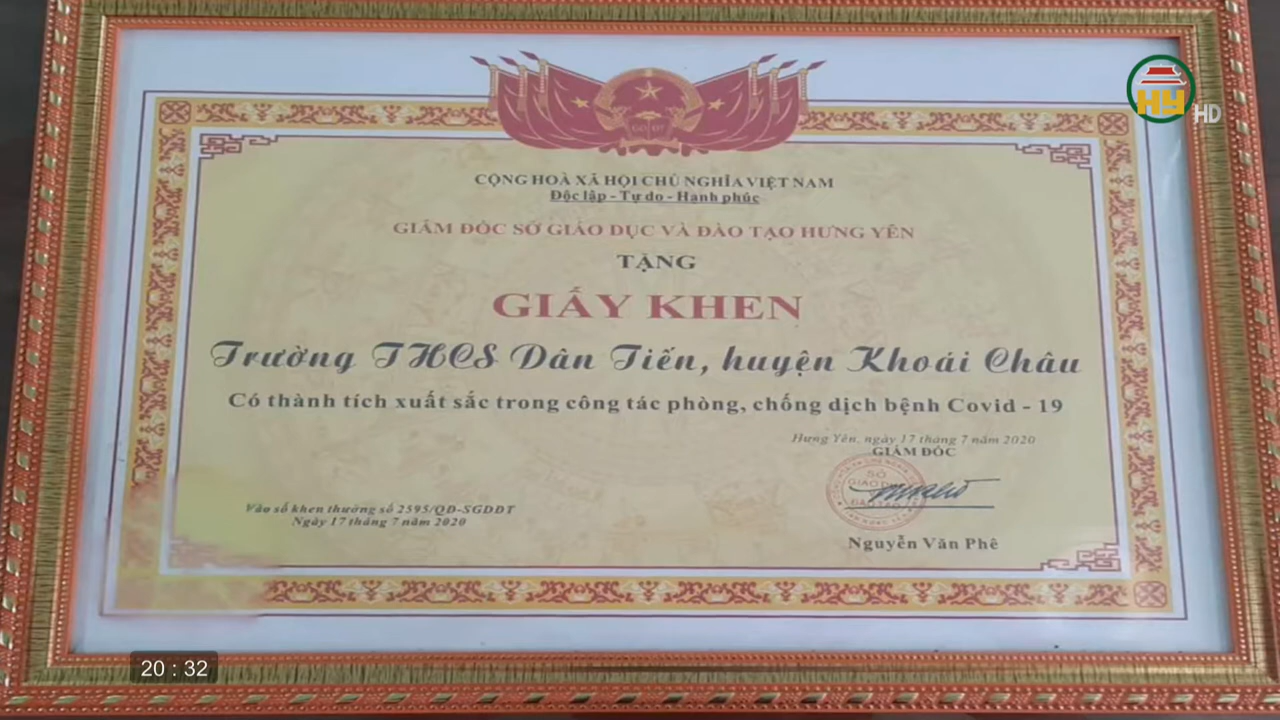 HY HD
CỘNG HOÀ XÃ HỘI CHỦ NGHĨA VIỆT NAM
Độc lập - Tự do - Hạnh phúc
GIÁM ĐỐC SỞ GIÁO DỤC VÀ ĐÀO TẠO HƯNG YÊN
TẶNG
GIẤY KHEN
Trường THCS Dân Tiến, huyện Khoái Châu
Có thành tích xuất sắc trong công tác phòng, chống dịch bệnh Covid - 19
Hưng Yên, ngày 17 tháng 7 năm 2020
GIÁM ĐỐC
SỞ
Vào sổ khen thưởng số 2595/QĐ-SGDĐT
Ngày 17 tháng 7 năm 2020
Nguyễn Văn Phê
20 : 32